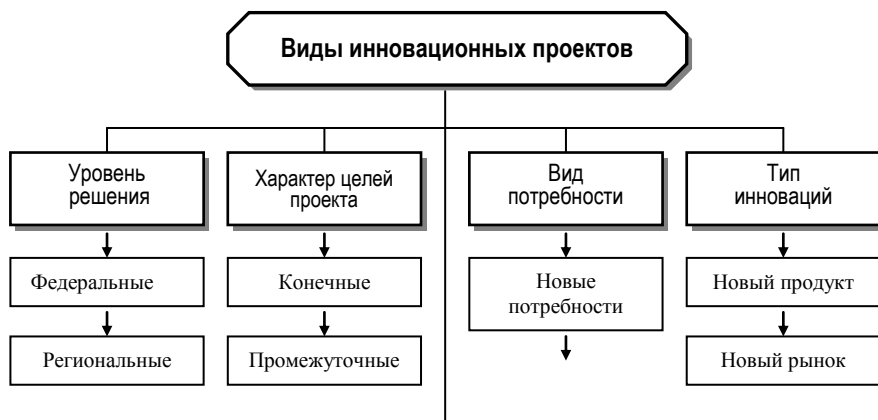 Виды инновационных проектов
Уровень
решения
Характер целей
проекта
Вид
потребности
Тип
инноваций
Федеральные
Конечные
Новые
потребности
Новый продукт
Региональные
Промежуточные
Новый рынок